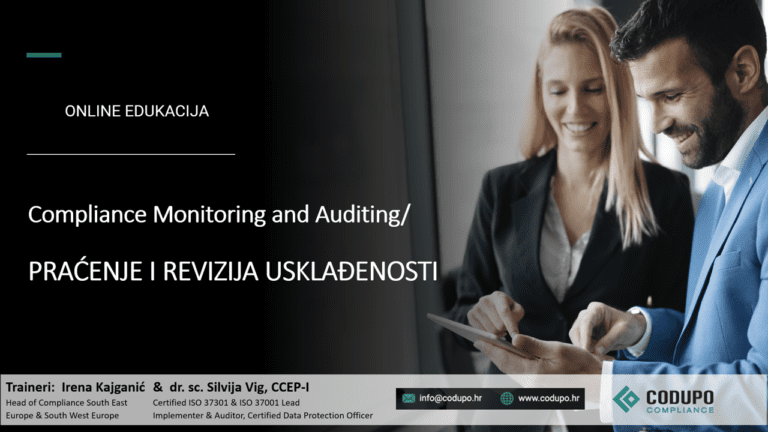 ONLINE EDUKACIJA
Compliance Monitoring and Auditing/
PRAĆENJE I REVIZIJA USKLAĐENOSTI
Traineri: Irena Kajganić & dr. sc. Silvija Vig, CCEP-I
Head of Compliance South East
Europe & South West Europe
Certified ISO 37301 & ISO 37001 Lead
Implementer & Auditor, Certified Data Protection Officer
info@codupo.hr
www.codupo.hr
CODUPO
COMPLIANCE